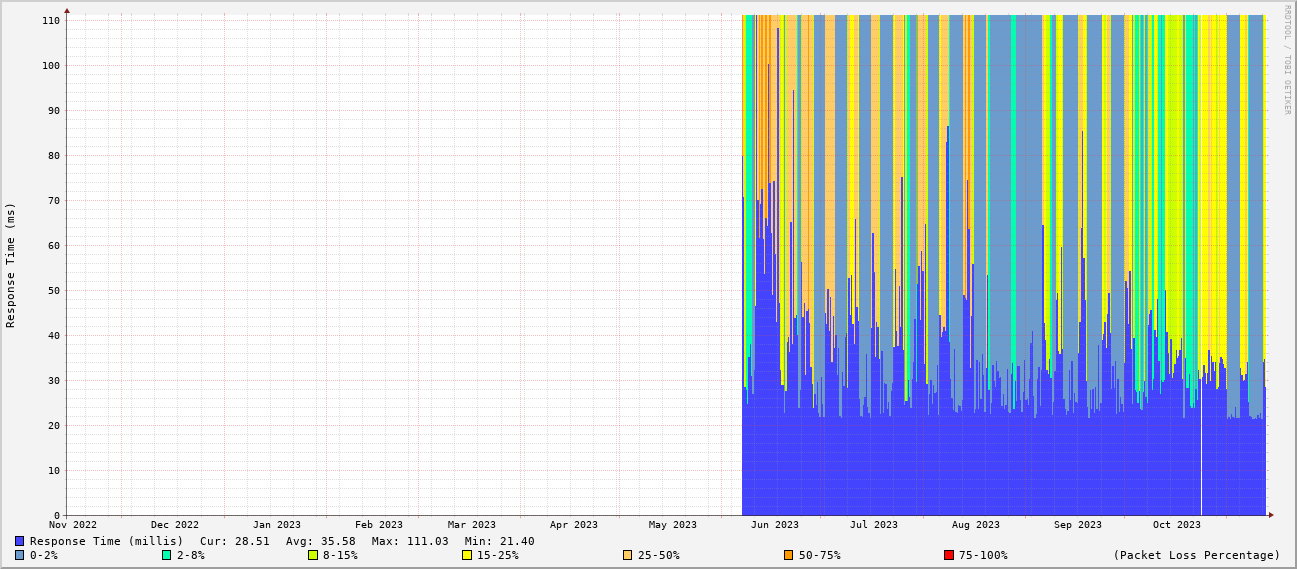 RRDTOOL / TOBI OETIKER
Response Time (ms)
110
100
90
80
70
60
50
40
30
20
10
0
Nov 2022 Dec 2022 Jan 2023 Feb 2023 Mar 2023 Apr 2023 May 2023 Jun 2023 Jul 2023 Aug 2023 Sep 2023 Oct 2023
Response Time (millis) Cur: 28.51 Avg: 35.58 Max: 111.03 Min: 21.40
0-2% 2-8% 8-15% 15-25% 25-50% 50-75% 75-100% (Packet Loss Percentage)